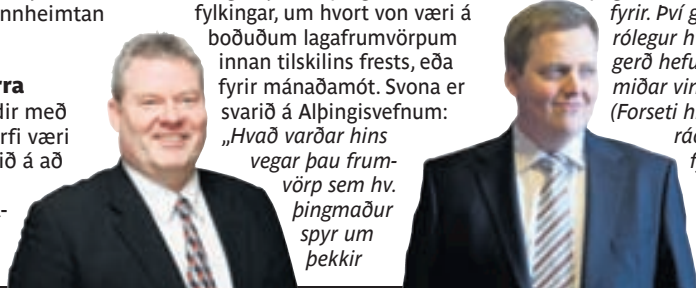 nnheimtan
rra
dir með
rfi væri
ið á að
-
fylkingar, um hvort von væri á
boðuðum lagafrumvörpum
innan tilskilins frests, eða
fyrir mánaðamót. Svona er
svarið á Alþingisvefnum:
„Hvað varðar hins
vegar þau frum-
vörp sem hv.
þingmaður
spyr um
þekkir
fyrir. Því g
rólegur h
gerð hefu
miðar vin
(Forseti h
rá
f